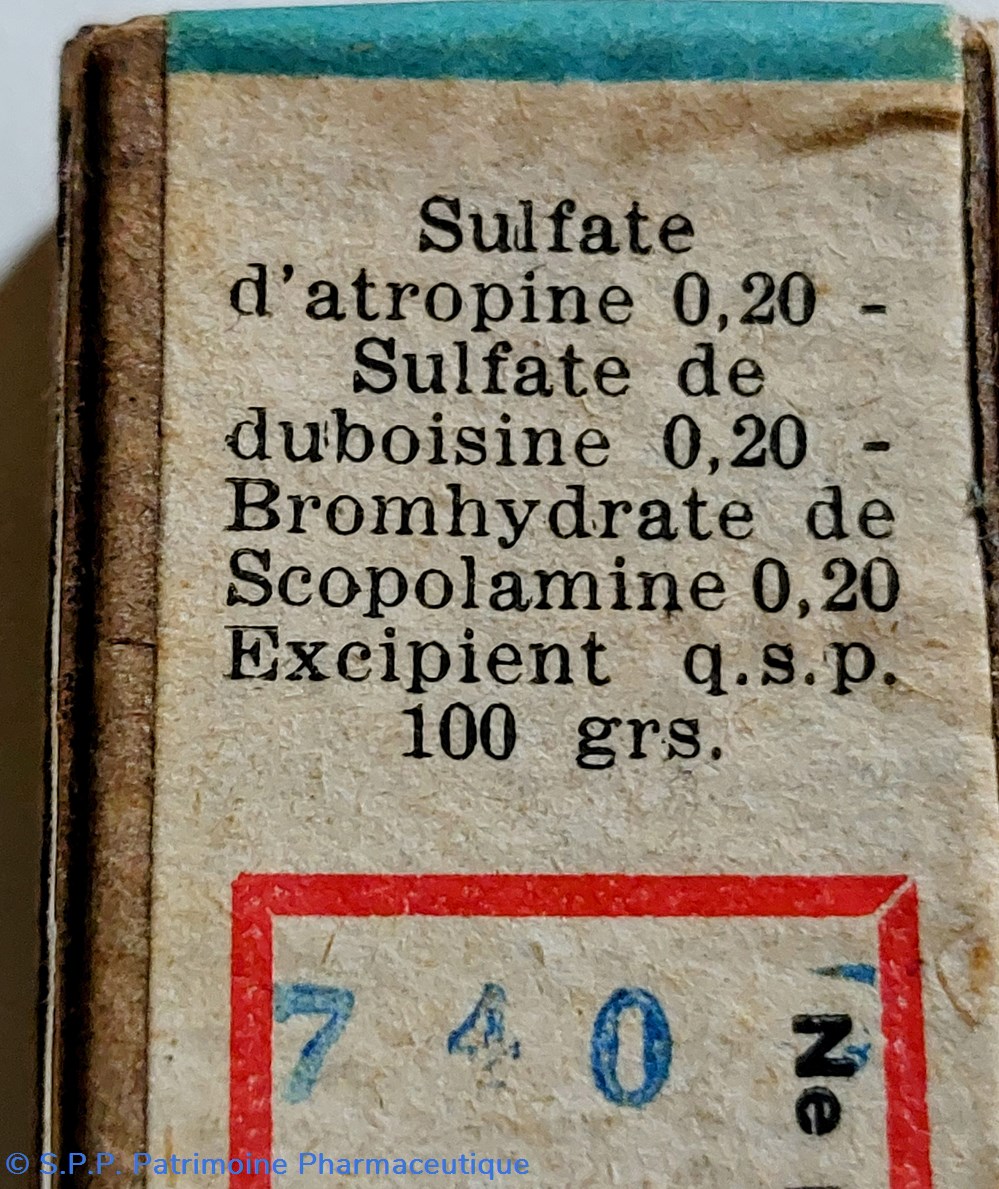 Sulfate
d'atropine 0,20 -
Sulfate de
duboisine 0,20 -
Bromhydrate de
Scopolamine 0,20
Excipient q.s.p.
100 grs.
740
Ne
© S.P.P. Patrimoine Pharmaceutique